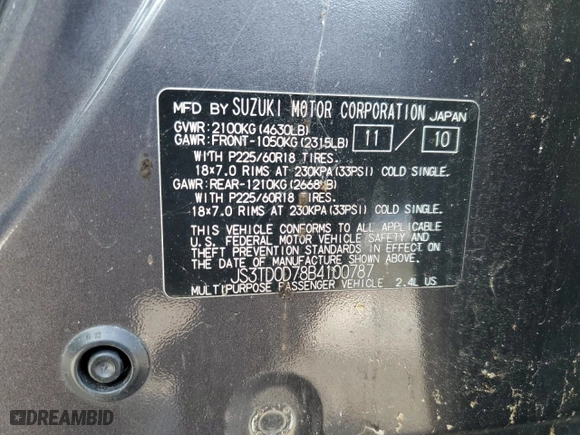 MFD BY SUZUKI MOTOR CORPORATION JAPAN
GVWR: 2100KG (4630LB)
GAWR: FRONT-1050KG (2315LB) 11 / 10
WITH P225/60R18 TIRES.
18x7.0 RIMS AT 230KPA (33PSI) COLD SINGLE.
GAWR: REAR-1210KG (2668LB)
WITH P225/60R18 TIRES.
18x7.0 RIMS AT 230KPA (33PSI) COLD SINGLE.
THIS VEHICLE CONFORMS TO ALL APPLICABLE
U.S. FEDERAL MOTOR VEHICLE SAFETY AND
THEFT PREVENTION STANDARDS IN EFFECT ON
THE DATE OF MANUFACTURE SHOWN ABOVE.
JS3TD0D78B4100787
MULTIPURPOSE PASSENGER VEHICLE 2.4L US
DREAMBID